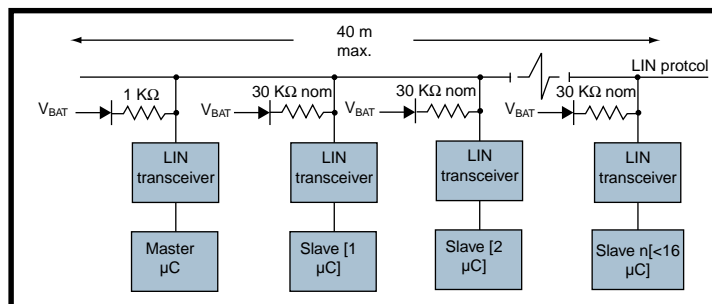 40 m
max.
LIN protcol
1 KΩ
30 KΩ nom
30 KΩ nom
30 KΩ nom
VBAT
VBAT
VBAT
VBAT
LIN
transceiver
LIN
transceiver
LIN
transceiver
LIN
transceiver
Master
µC
Slave [1
µC]
Slave [2
µC]
Slave n[<16
µC]